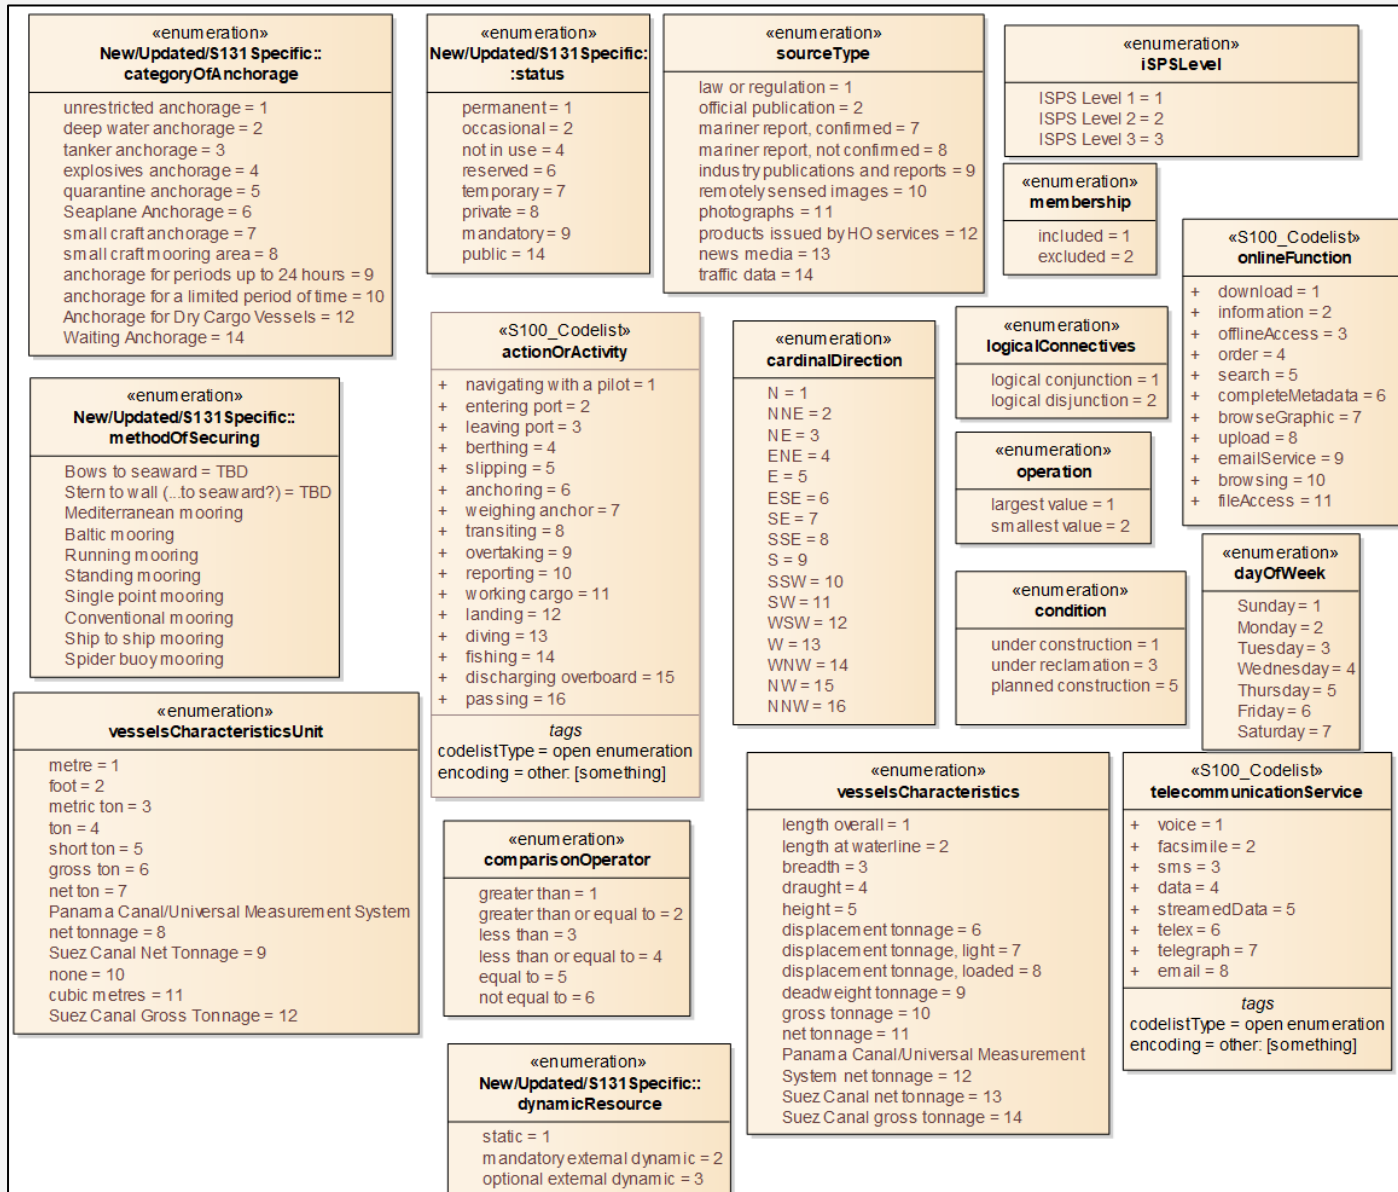 «enumeration»
New/Updated/S131Specific::
categoryOfAnchorage
unrestricted anchorage = 1
deep water anchorage = 2
tanker anchorage = 3
explosives anchorage = 4
quarantine anchorage = 5
Seaplane Anchorage = 6
small craft anchorage = 7
small craft mooring area = 8
anchorage for periods up to 24 hours = 9
anchorage for a limited period of time = 10
Anchorage for Dry Cargo Vessels = 12
Waiting Anchorage = 14
«enumeration»
New/Updated/S131Specific:
:status
permanent = 1
occasional = 2
not in use = 4
reserved = 6
temporary = 7
private = 8
mandatory = 9
public = 14
«enumeration»
sourceType
law or regulation = 1
official publication = 2
mariner report, confirmed = 7
mariner report, not confirmed = 8
industry publications and reports = 9
remotely sensed images = 10
photographs = 11
products issued by HO services = 12
news media = 13
traffic data = 14
«enumeration»
iSPSLevel
ISPS Level 1 = 1
ISPS Level 2 = 2
ISPS Level 3 = 3
«enumeration»
membership
included = 1
excluded = 2
«S100_Codelist»
onlineFunction
+ download = 1
+ information = 2
+ offlineAccess = 3
+ order = 4
+ search = 5
+ completeMetadata = 6
+ browseGraphic = 7
+ upload = 8
+ emailService = 9
+ browsing = 10
+ fileAccess = 11
«enumeration»
New/Updated/S131Specific::
methodOfSecuring
Bows to seaward = TBD
Stern to wall (...to seaward?) = TBD
Mediterranean mooring
Baltic mooring
Running mooring
Standing mooring
Single point mooring
Conventional mooring
Ship to ship mooring
Spider buoy mooring
«S100_Codelist»
actionOrActivity
+ navigating with a pilot = 1
+ entering port = 2
+ leaving port = 3
+ berthing = 4
+ slipping = 5
+ anchoring = 6
+ weighing anchor = 7
+ transiting = 8
+ overtaking = 9
+ reporting = 10
+ working cargo = 11
+ landing = 12
+ diving = 13
+ fishing = 14
+ discharging overboard = 15
+ passing = 16
tags
codelistType = open enumeration
encoding = other: [something]
«enumeration»
cardinalDirection
N = 1
NNE = 2
NE = 3
ENE = 4
E = 5
ESE = 6
SE = 7
SSE = 8
S = 9
SSW = 10
SW = 11
WSW = 12
W = 13
WNW = 14
NW = 15
NNW = 16
«enumeration»
logicalConnectives
logical conjunction = 1
logical disjunction = 2
«enumeration»
operation
largest value = 1
smallest value = 2
«enumeration»
condition
under construction = 1
under reclamation = 3
planned construction = 5
«enumeration»
dayOfWeek
Sunday = 1
Monday = 2
Tuesday = 3
Wednesday = 4
Thursday = 5
Friday = 6
Saturday = 7
«enumeration»
vesselsCharacteristicsUnit
metre = 1
foot = 2
metric ton = 3
ton = 4
short ton = 5
gross ton = 6
net ton = 7
Panama Canal/Universal Measurement System
net tonnage = 8
Suez Canal Net Tonnage = 9
none = 10
cubic metres = 11
Suez Canal Gross Tonnage = 12
«enumeration»
comparisonOperator
greater than = 1
greater than or equal to = 2
less than = 3
less than or equal to = 4
equal to = 5
not equal to = 6
«enumeration»
vesselsCharacteristics
length overall = 1
length at waterline = 2
breadth = 3
draught = 4
height = 5
displacement tonnage = 6
displacement tonnage, light = 7
displacement tonnage, loaded = 8
deadweight tonnage = 9
gross tonnage = 10
net tonnage = 11
Panama Canal/Universal Measurement
System net tonnage = 12
Suez Canal net tonnage = 13
Suez Canal gross tonnage = 14
«S100_Codelist»
telecommunicationService
+ voice = 1
+ facsimile = 2
+ sms = 3
+ data = 4
+ streamedData = 5
+ telex = 6
+ telegraph = 7
+ email = 8
tags
codelistType = open enumeration
encoding = other: [something]
«enumeration»
New/Updated/S131Specific::
dynamicResource
static = 1
mandatory external dynamic = 2
optional external dynamic = 3